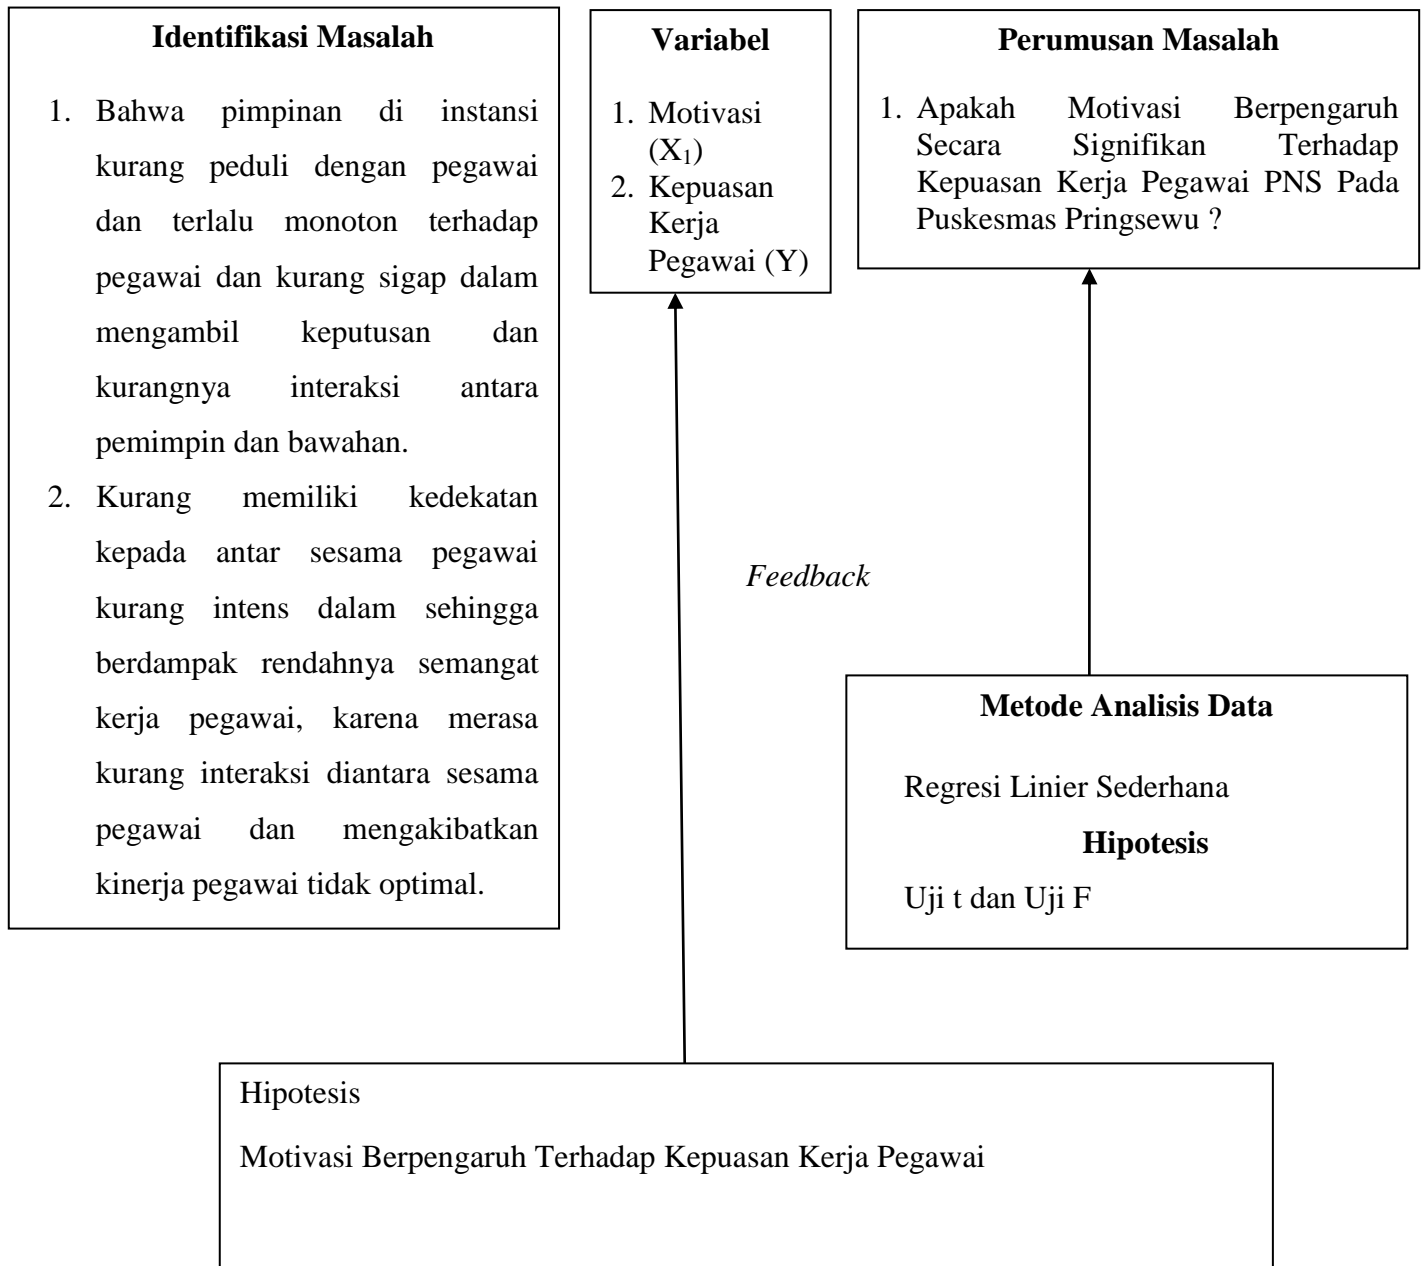 Identifikasi Masalah
1. Bahwa pimpinan di instansi
kurang peduli dengan pegawai
dan terlalu monoton terhadap
pegawai dan kurang sigap dalam
mengambil keputusan dan
kurangnya interaksi antara
pemimpin dan bawahan.
2. Kurang memiliki kedekatan
kepada antar sesama pegawai
kurang intens dalam sehingga
berdampak rendahnya semangat
kerja pegawai, karena merasa
kurang interaksi diantara sesama
pegawai dan mengakibatkan
kinerja pegawai tidak optimal.
Variabel
1. Motivasi
(X₁)
2. Kepuasan
Kerja
Pegawai (Y)
Perumusan Masalah
1. Apakah Motivasi Berpengaruh
Secara Signifikan Terhadap
Kepuasan Kerja Pegawai PNS Pada
Puskesmas Pringsewu ?
Feedback
Metode Analisis Data
Regresi Linier Sederhana
Hipotesis
Uji t dan Uji F
Hipotesis
Motivasi Berpengaruh Terhadap Kepuasan Kerja Pegawai